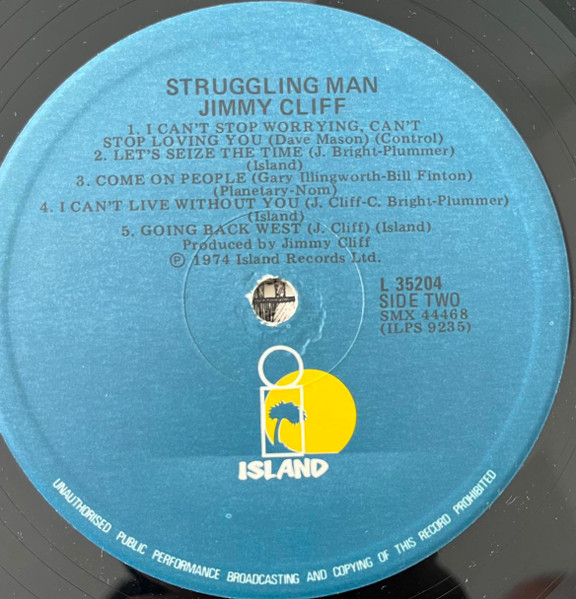 STRUGGLING MAN
JIMMY CLIFF
1. I CAN'T STOP WORRYING, CAN'T
STOP LOVING YOU (Dave Mason) (Control)
2. LET'S SEIZE THE TIME (J. Bright-Plummer)
(Island)
3. COME ON PEOPLE (Gary Illingworth-Bill Finton)
(Planetary-Nom)
4. I CAN'T LIVE WITHOUT YOU (J. Cliff-C. Bright-Plummer)
(Island)
5. GOING BACK WEST (J. Cliff) (Island)
Produced by Jimmy Cliff
℗ 1974 Island Records Ltd.
L 35204
SIDE TWO
SMX 44468
(ILPS 9235)
ISLAND
UNAUTHORISED PUBLIC PERFORMANCE BROADCASTING AND COPYING OF THIS RECORD PROHIBITED